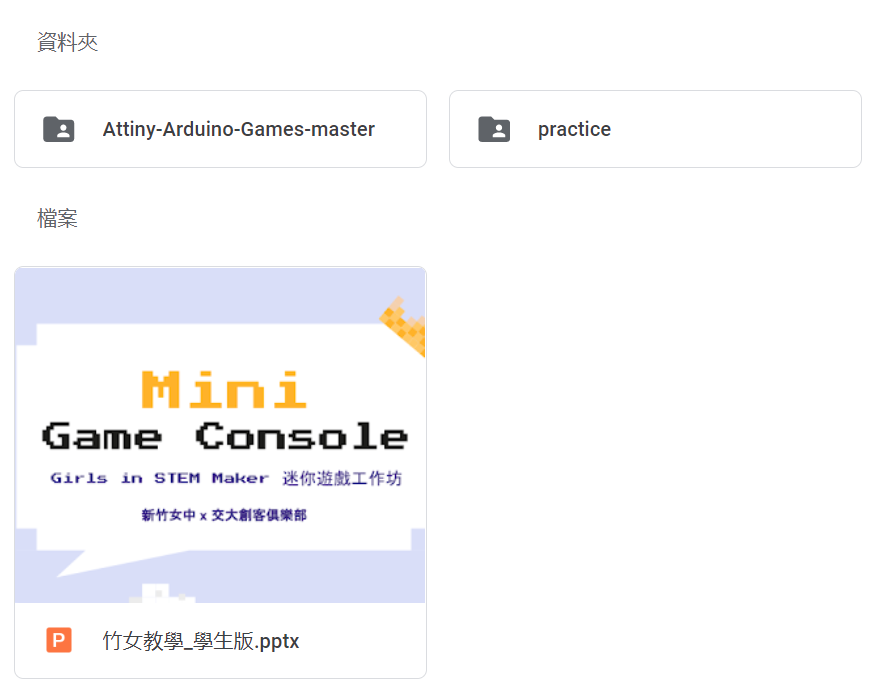 資料夾
Attiny-Arduino-Games-master
practice
檔案
Mini
Game Console
Girls in STEM Maker 迷你遊戲工作坊
新竹女中 x 交大創客俱樂部
P
竹女教學_學生版.pptx